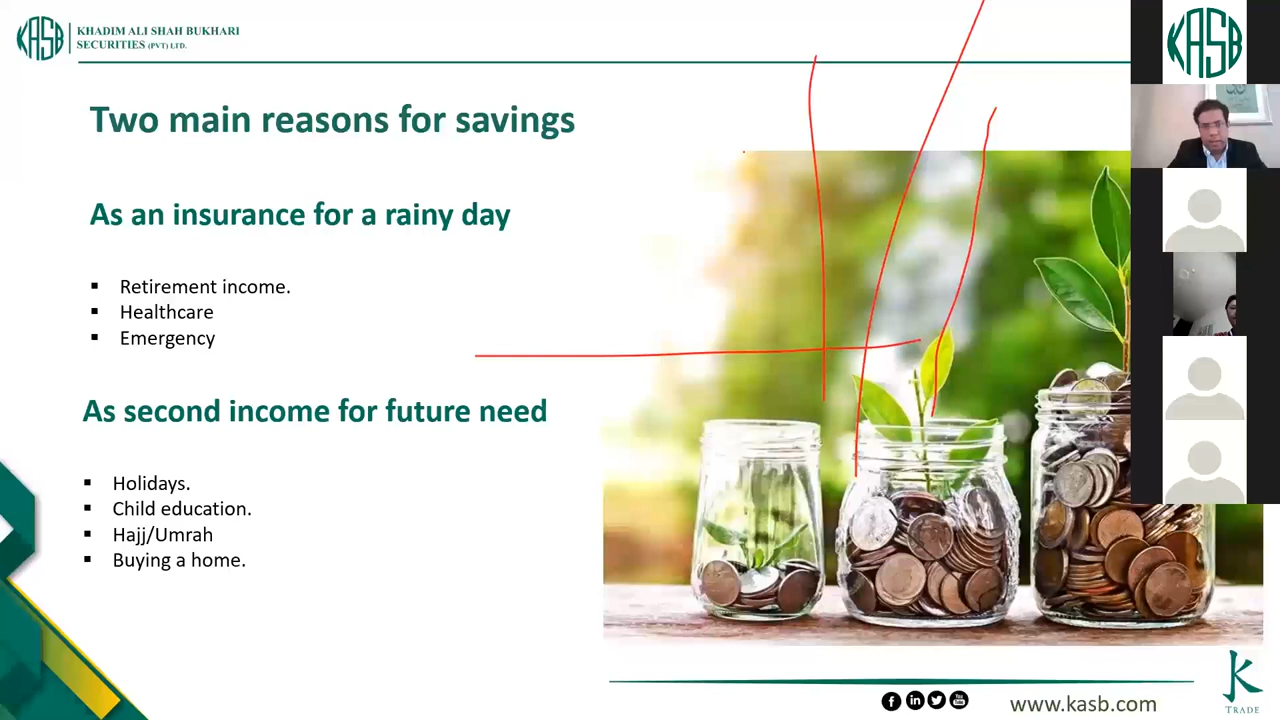 KASB
KHADIM ALI SHAH BUKHARI
SECURITIES (PVT) LTD.
KASB
Two main reasons for savings
As an insurance for a rainy day
▪ Retirement income.
▪ Healthcare
▪ Emergency
As second income for future need
▪ Holidays.
▪ Child education.
▪ Hajj/Umrah
▪ Buying a home.
www.kasb.com
K
TRADE